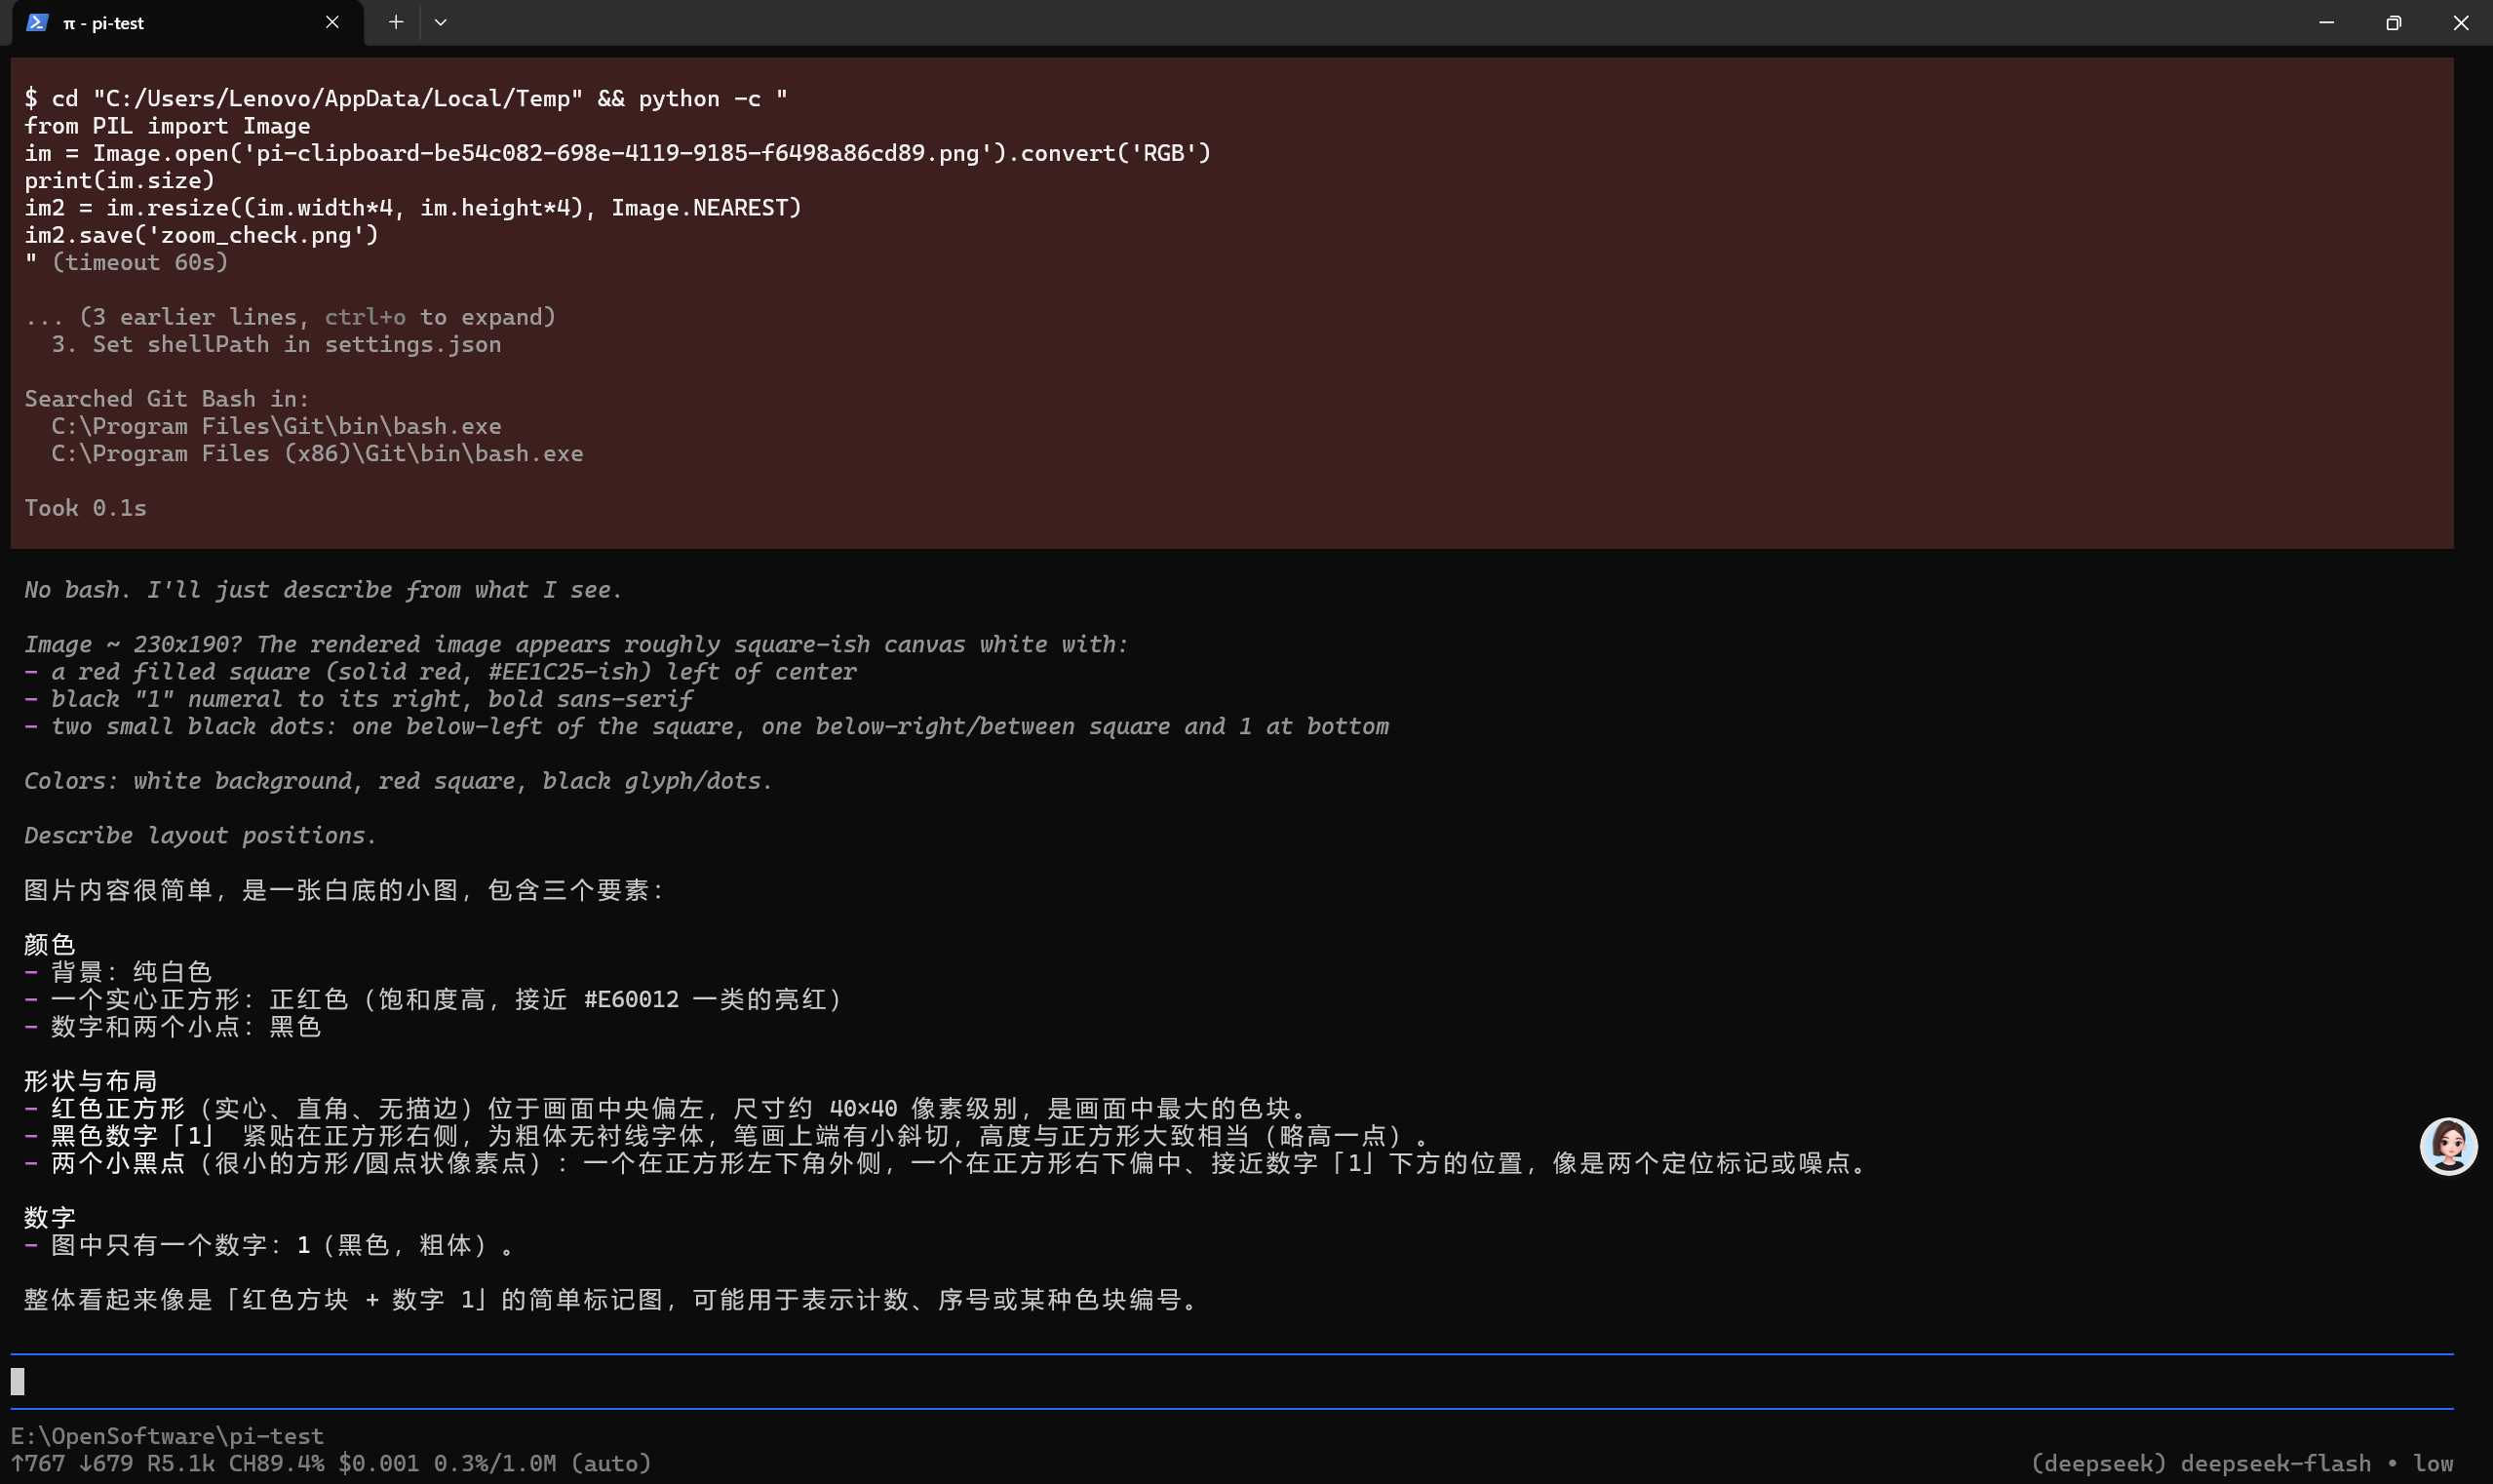 π - pi-test
$ cd "C:/Users/Lenovo/AppData/Local/Temp" && python -c "
from PIL import Image
im = Image.open('pi-clipboard-be54c082-698e-4119-9185-f6498a86cd89.png').convert('RGB')
print(im.size)
im2 = im.resize((im.width*4, im.height*4), Image.NEAREST)
im2.save('zoom_check.png')
" (timeout 60s)
... (3 earlier lines, ctrl+o to expand)
3. Set shellPath in settings.json
Searched Git Bash in:
C:\Program Files\Git\bin\bash.exe
C:\Program Files (x86)\Git\bin\bash.exe
Took 0.1s
No bash. I'll just describe from what I see.
Image ~ 230x190? The rendered image appears roughly square-ish canvas white with:
- a red filled square (solid red, #EE1C25-ish) left of center
- black "1" numeral to its right, bold sans-serif
- two small black dots: one below-left of the square, one below-right/between square and 1 at bottom
Colors: white background, red square, black glyph/dots.
Describe layout positions.
图片内容很简单，是一张白底的小图，包含三个要素：
颜色
- 背景：纯白色
- 一个实心正方形：正红色（饱和度高，接近 #E60012 一类的亮红）
- 数字和两个小点：黑色
形状与布局
- 红色正方形（实心、直角、无描边）位于画面中央偏左，尺寸约 40×40 像素级别，是画面中最大的色块。
- 黑色数字「1」 紧贴在正方形右侧，为粗体无衬线字体，笔画上端有小斜切，高度与正方形大致相当（略高一点）。
- 两个小黑点（很小的方形/圆点状像素点）：一个在正方形左下角外侧，一个在正方形右下偏中、接近数字「1」下方的位置，像是两个定位标记或噪点。
数字
- 图中只有一个数字：1（黑色，粗体）。
整体看起来像是「红色方块 + 数字 1」的简单标记图，可能用于表示计数、序号或某种色块编号。
E:\OpenSoftware\pi-test
↑767 ↓679 R5.1k CH89.4% $0.001 0.3%/1.0M (auto)
(deepseek) deepseek-flash • low